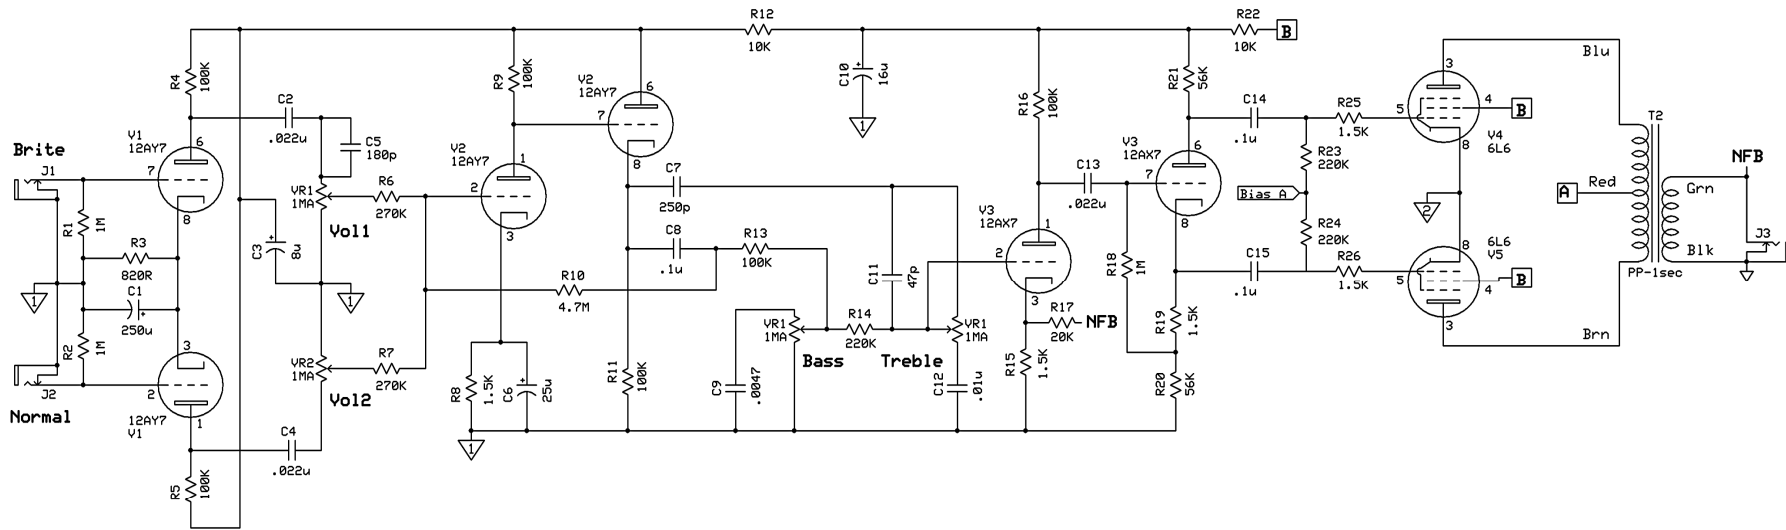 Brite
J1
Normal
J2
R1
1M
R2
1M
R3
820R
C1
250u
1
R4
100K
V1
12AY7
6
7
8
3
2
1
12AY7
V1
R5
100K
C2
.022u
C5
180p
VR1
1MA
Vol1
C3
8u
1
VR2
1MA
Vol2
C4
.022u
R6
270K
R7
270K
R9
100K
V2
12AY7
1
2
3
V2
12AY7
6
7
8
R8
1.5K
C6
25u
1
R10
4.7M
R11
100K
C7
250p
C8
.1u
R13
100K
R12
10K
C10
16u
1
C11
47p
VR1
1MA
Bass
R14
220K
Treble
VR1
1MA
C9
.0047
C12
.01u
R16
100K
V3
12AX7
1
2
3
R17
20K
NFB
R15
1.5K
C13
.022u
R18
1M
V3
12AX7
6
7
8
R21
56K
R22
10K
B
R19
1.5K
R20
56K
C14
.1u
C15
.1u
Bias A
R23
220K
R24
220K
R25
1.5K
R26
1.5K
3
5
4
B
V4
6L6
8
2
8
6L6
V5
5
4
B
3
Blu
Red
A
Brn
T2
PP-1sec
NFB
Grn
Blk
J3